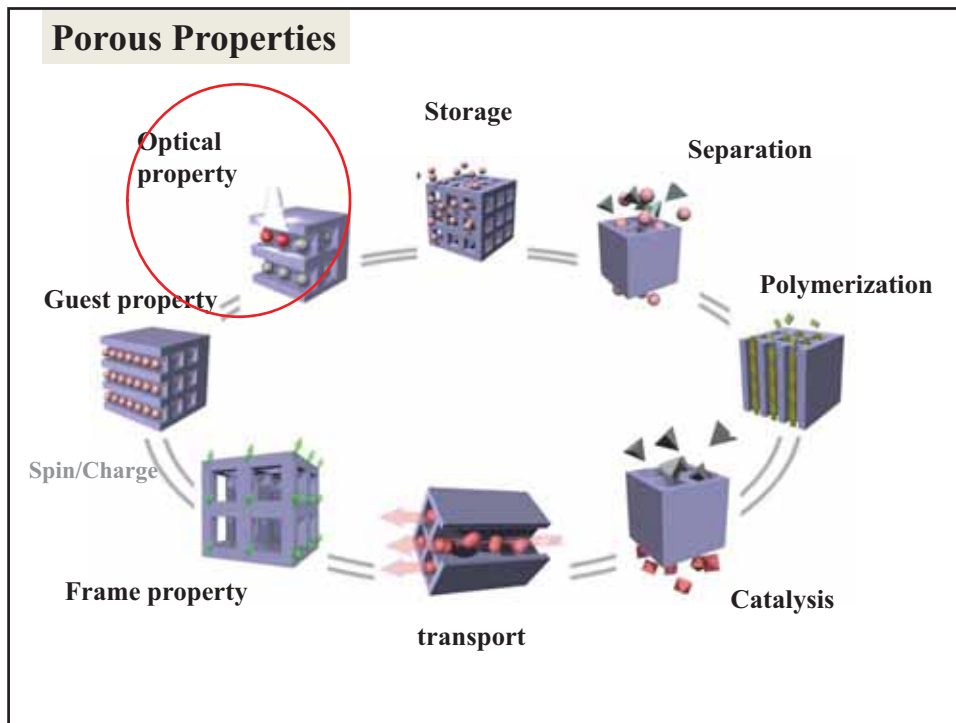 Porous Properties
Storage
Optical
property
Separation
Guest property
Polymerization
Spin/Charge
Frame property
Catalysis
transport